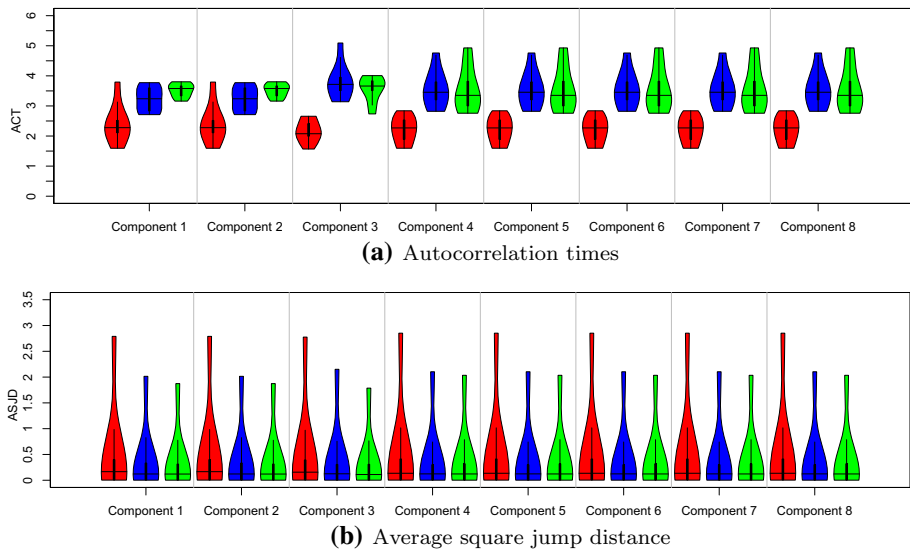 6
5
4
3
2
1
0
ACT
Component 1 Component 2 Component 3 Component 4 Component 5 Component 6 Component 7 Component 8
(a) Autocorrelation times
3.5
3
2.5
2
1.5
1
0.5
0
ASJD
Component 1 Component 2 Component 3 Component 4 Component 5 Component 6 Component 7 Component 8
(b) Average square jump distance